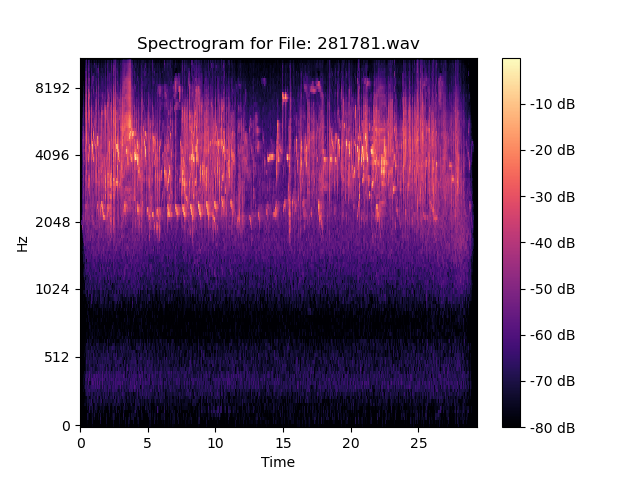 Spectrogram for File: 281781.wav
8192
4096
2048
1024
512
0
Hz
0
5
10
15
20
25
Time
-10 dB
-20 dB
-30 dB
-40 dB
-50 dB
-60 dB
-70 dB
-80 dB